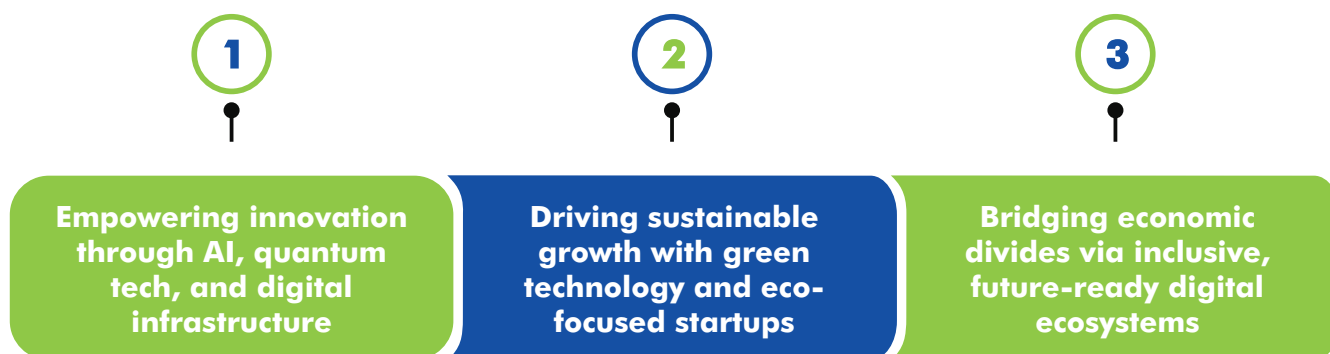 1
Empowering innovation
through AI, quantum
tech, and digital
infrastructure
2
Driving sustainable
growth with green
technology and eco-
focused startups
3
Bridging economic
divides via inclusive,
future-ready digital
ecosystems